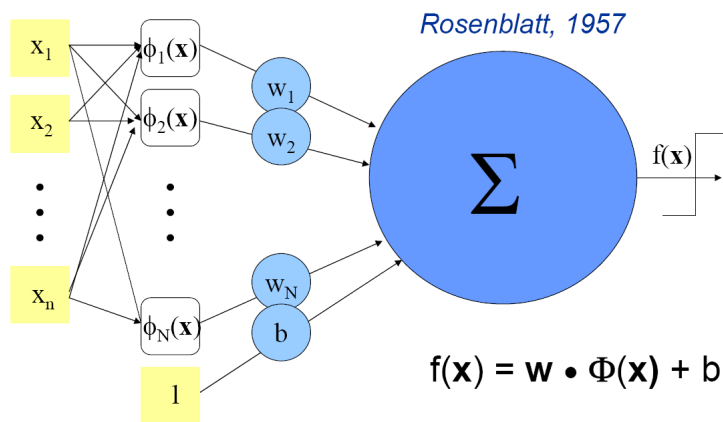 Rosenblatt, 1957
x1
ϕ1(x)
w1
x2
ϕ2(x)
w2
Σ
f(x)
xn
ϕN(x)
wN
b
1
f(x) = w • Φ(x) + b